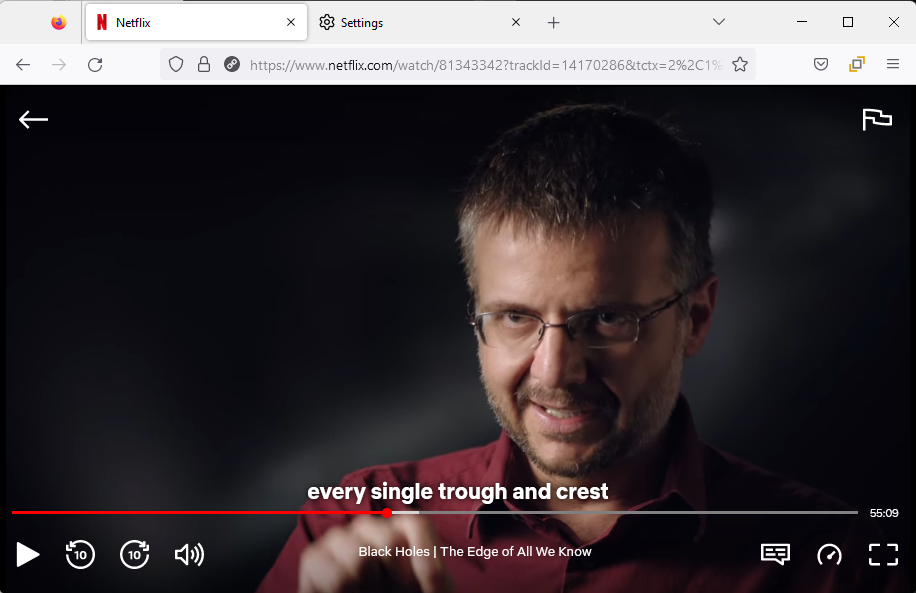 Netflix
Settings
https://www.netflix.com/watch/81343342?trackId=14170286&tctx=2%2C1%
every single trough and crest
55:09
10
10
Black Holes | The Edge of All We Know